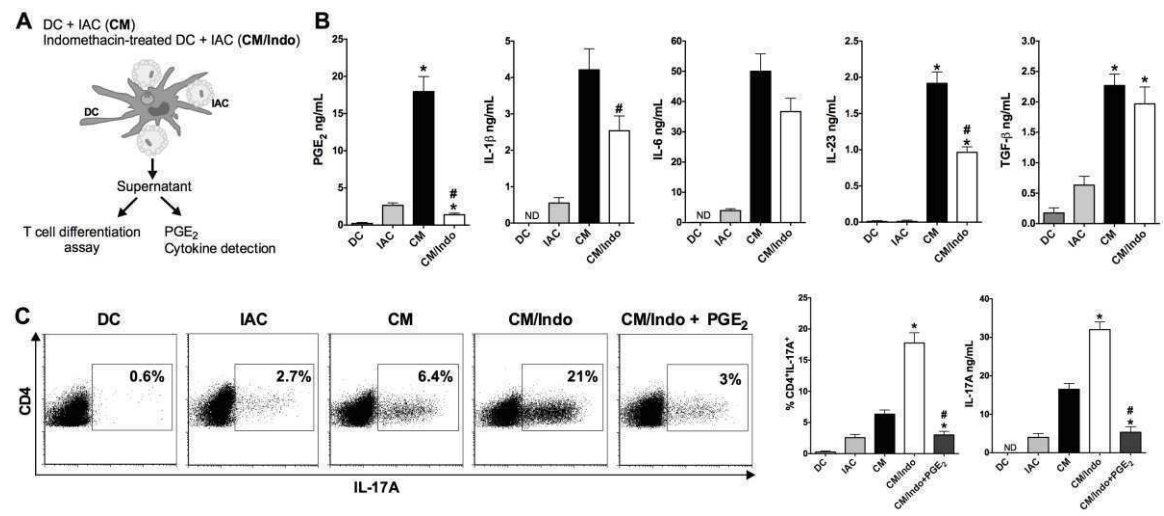 A
DC + IAC (CM)
Indomethacin-treated DC + IAC (CM/Indo)
DC
IAC
Supernatant
T cell differentiation
assay
PGE2
Cytokine detection
B
PGE2 ng/mL
25
20
15
10
5
0
*
#
*
DC
IAC
CM
CM/Indo
IL-1β ng/mL
6
4
2
0
ND
#
DC
IAC
CM
CM/Indo
IL-6 ng/mL
60
50
40
30
20
10
0
ND
DC
IAC
CM
CM/Indo
IL-23 ng/mL
2.5
2.0
1.5
1.0
0.5
0.0
*
#
*
DC
IAC
CM
CM/Indo
TGF-β ng/mL
3.0
2.5
2.0
1.5
1.0
0.5
0.0
*
*
DC
IAC
CM
CM/Indo
C
DC
IAC
CM
CM/Indo
CM/Indo + PGE2
CD4
0.6%
2.7%
6.4%
21%
3%
IL-17A
% CD4+IL-17A+
25
20
15
10
5
0
*
#
*
DC
IAC
CM
CM/Indo
CM/Indo+PGE2
IL-17A ng/mL
40
30
20
10
0
ND
*
#
*
DC
IAC
CM
CM/Indo
CM/Indo+PGE2